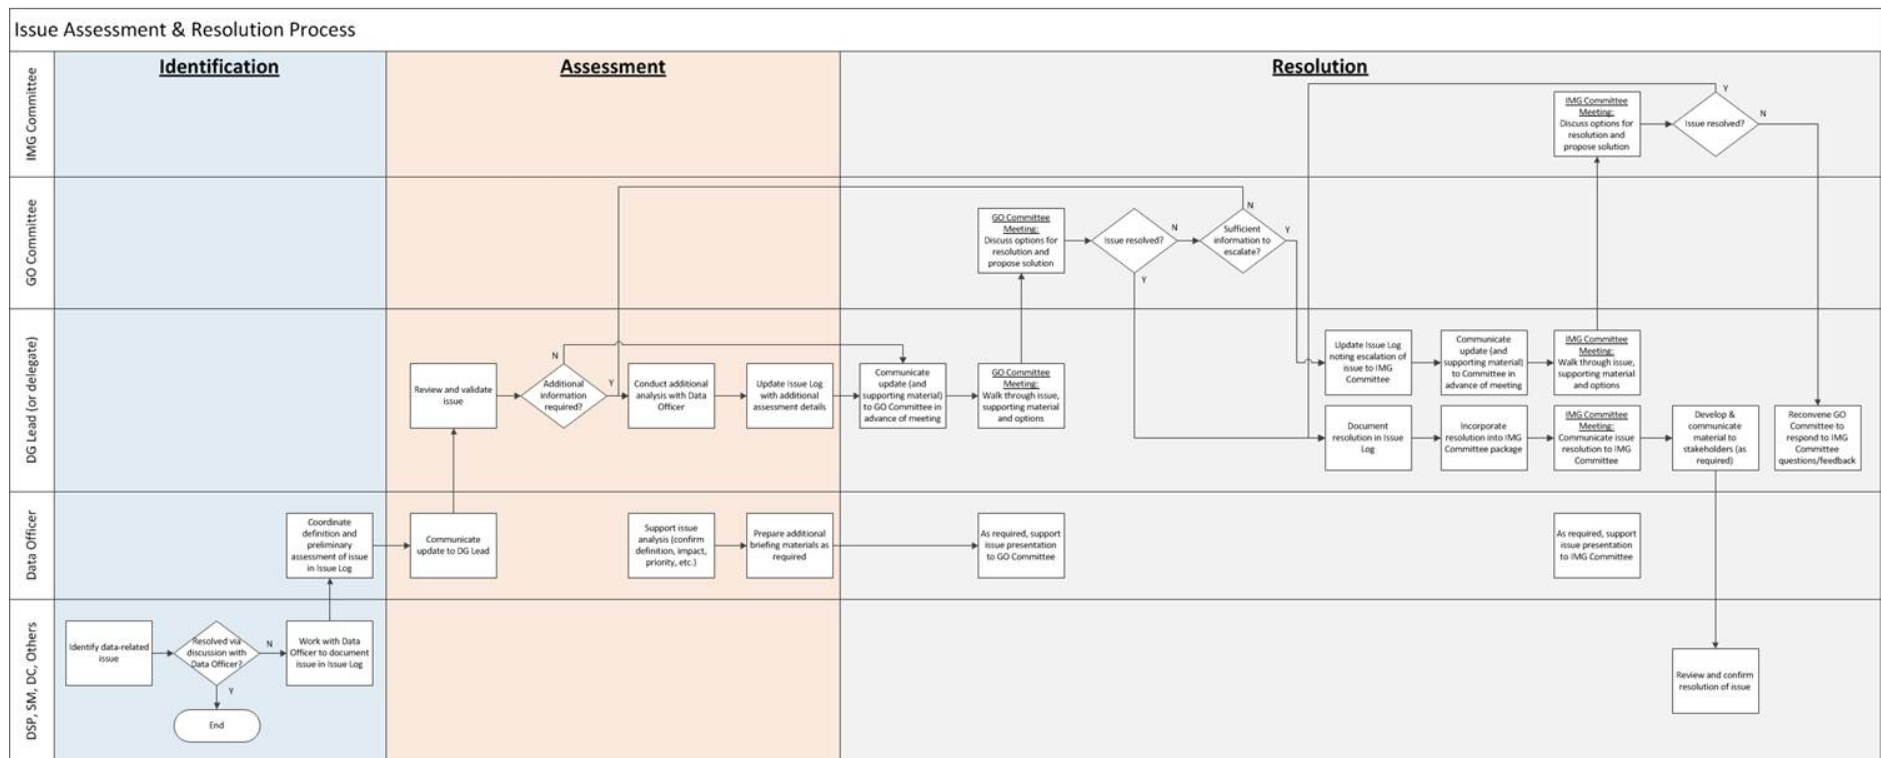 Issue Assessment & Resolution Process
Identification
Assessment
Resolution
IMG Committee
IMG Committee
Meeting:
Discuss options for
resolution and
propose solution
Issue resolved?
Y
N
GO Committee
GO Committee
Meeting:
Discuss options for
resolution and
propose solution
Issue resolved?
N
Y
Sufficient
information to
escalate?
N
Y
DG Lead (or delegate)
Review and validate
issue
Additional
information
required?
N
Y
Conduct additional
analysis with Data
Officer
Update Issue Log
with additional
assessment details
Communicate
update (and
supporting material)
to GO Committee in
advance of meeting
GO Committee
Meeting:
Walk through issue,
supporting material
and options
Update Issue Log
noting escalation of
issue to IMG
Committee
Communicate
update (and
supporting material)
to Committee in
advance of meeting
IMG Committee
Meeting:
Walk through issue,
supporting material
and options
Document
resolution in Issue
Log
Incorporate
resolution into IMG
Committee package
IMG Committee
Meeting:
Communicate issue
resolution to IMG
Committee
Develop &
communicate
material to
stakeholders (as
required)
Reconvene GO
Committee to
respond to IMG
Committee
questions/feedback
Data Officer
Coordinate
definition and
preliminary
assessment of issue
in Issue Log
Communicate
update to DG Lead
Support issue
analysis (confirm
definition, impact,
priority, etc.)
Prepare additional
briefing materials as
required
As required, support
issue presentation
to GO Committee
As required, support
issue presentation
to IMG Committee
DSP, SM, DC, Others
Identify data-related
issue
Resolved via
discussion with
Data Officer?
N
Y
End
Work with Data
Officer to document
issue in Issue Log
Review and confirm
resolution of issue